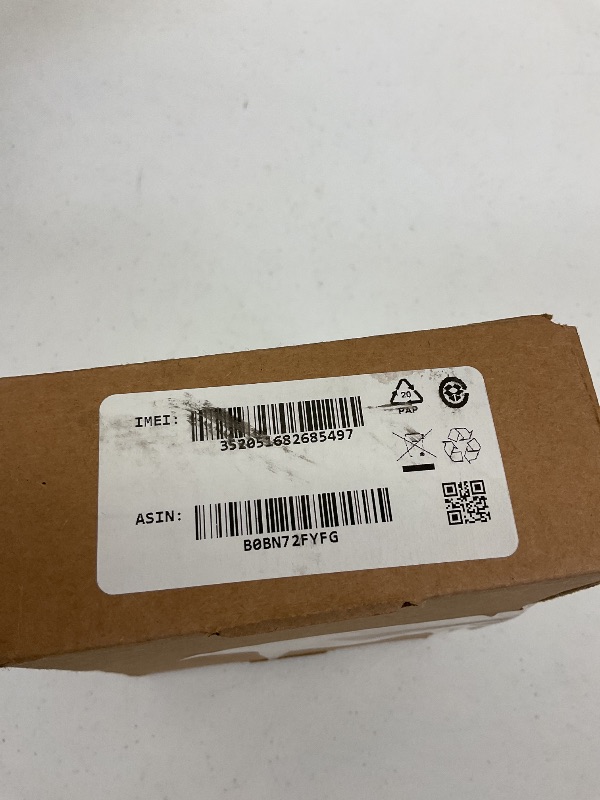 IMEI:
352051682685497
20
PAP
ASIN:
B0BN72FYFG